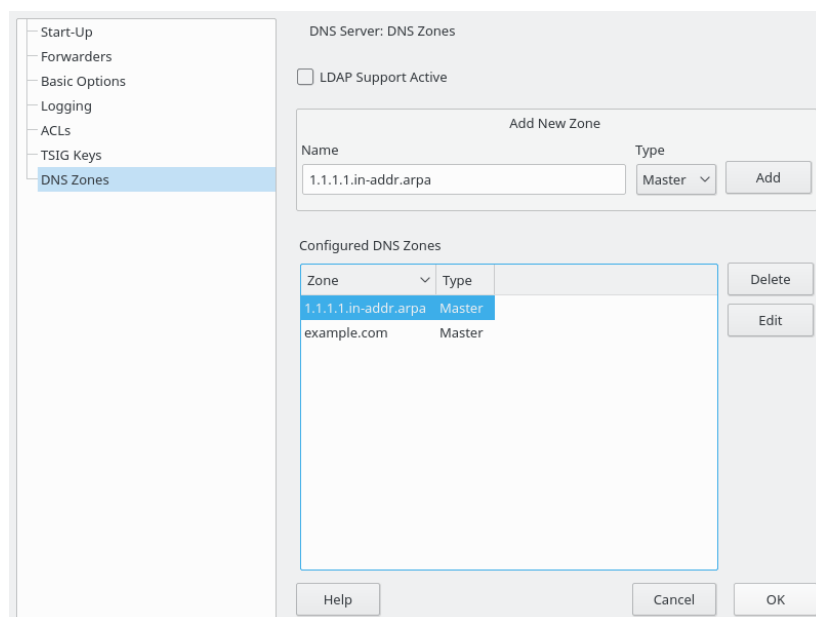 Start-Up
Forwarders
Basic Options
Logging
ACLs
TSIG Keys
DNS Zones
DNS Server: DNS Zones
LDAP Support Active
Add New Zone
Name Type
1.1.1.1.in-addr.arpa Master Add
Configured DNS Zones
Zone Type Delete
1.1.1.1.in-addr.arpa Master
Edit
example.com Master
Help Cancel OK